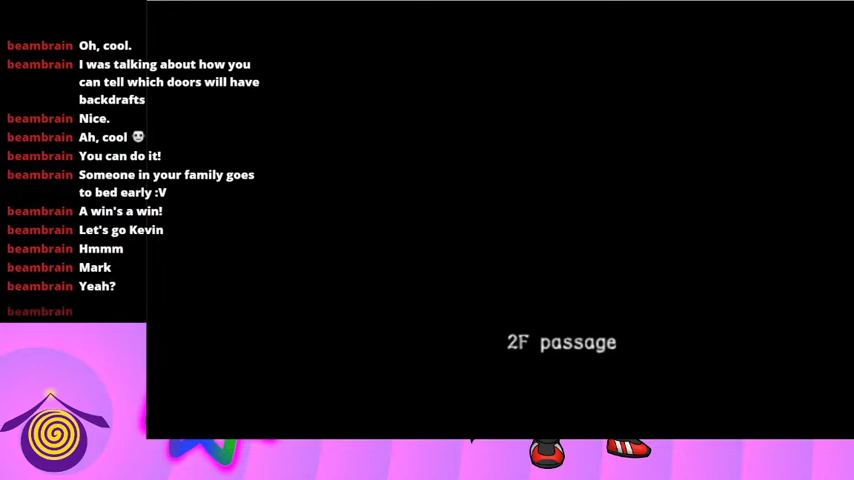 beambrain Oh, cool.
beambrain I was talking about how you
can tell which doors will have
backdrafts
beambrain Nice.
beambrain Ah, cool
beambrain You can do it!
beambrain Someone in your family goes
to bed early :V
beambrain A win's a win!
beambrain Let's go Kevin
beambrain Hmmm
beambrain Mark
beambrain Yeah?
beambrain
2F passage